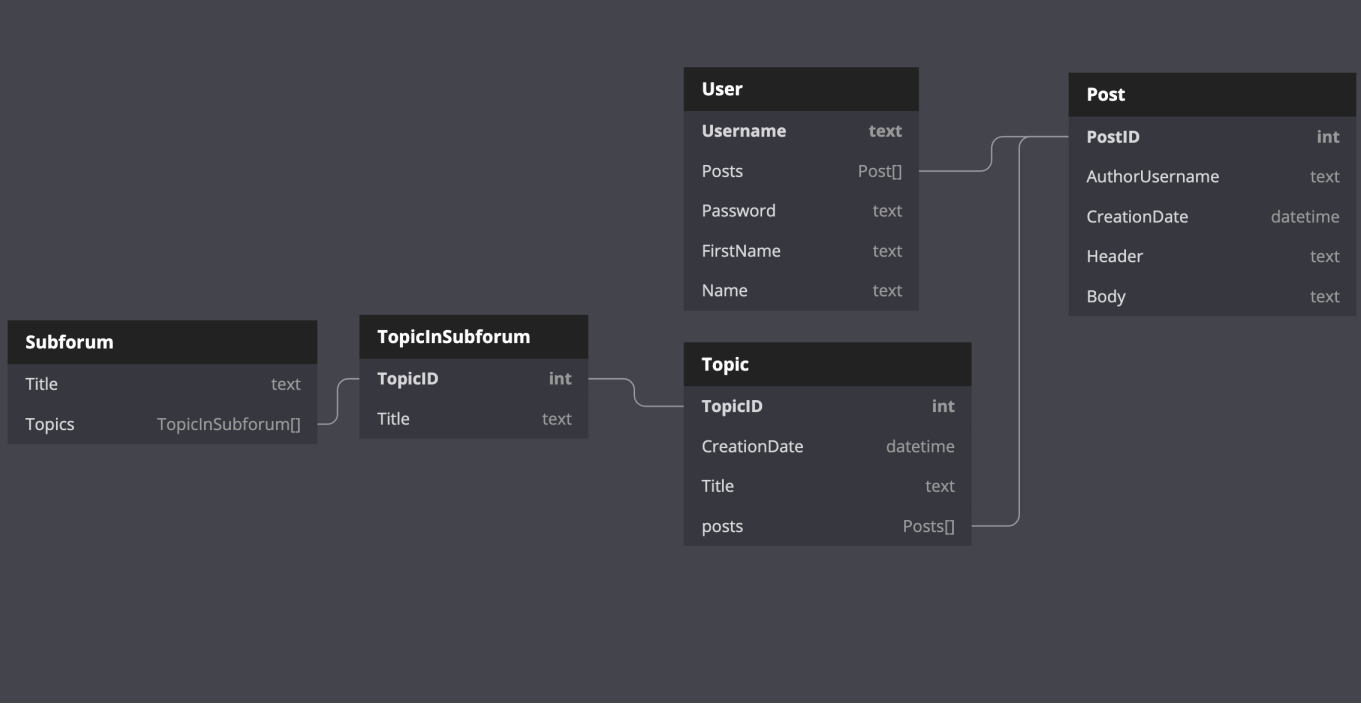 User
Username text
Posts Post[]
Password text
FirstName text
Name text
Post
PostID int
AuthorUsername text
CreationDate datetime
Header text
Body text
Subforum
Title text
Topics TopicInSubforum[]
TopicInSubforum
TopicID int
Title text
Topic
TopicID int
CreationDate datetime
Title text
posts Posts[]